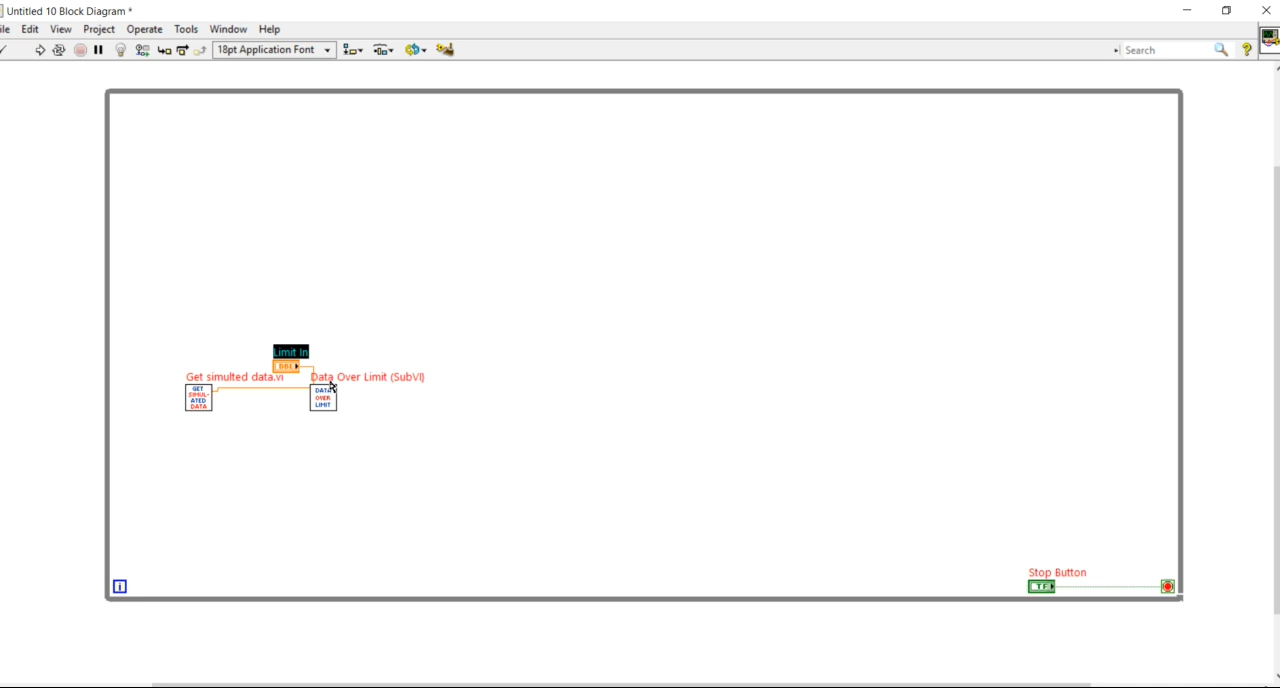 Untitled 10 Block Diagram *
ile Edit View Project Operate Tools Window Help
18pt Application Font
Search
?
Limit In
DBL
Get simulted data.vi Data Over Limit (SubVI)
GET
SIMUL-
ATED
DATA
DATA
OVER
LIMIT
Stop Button
TF
i